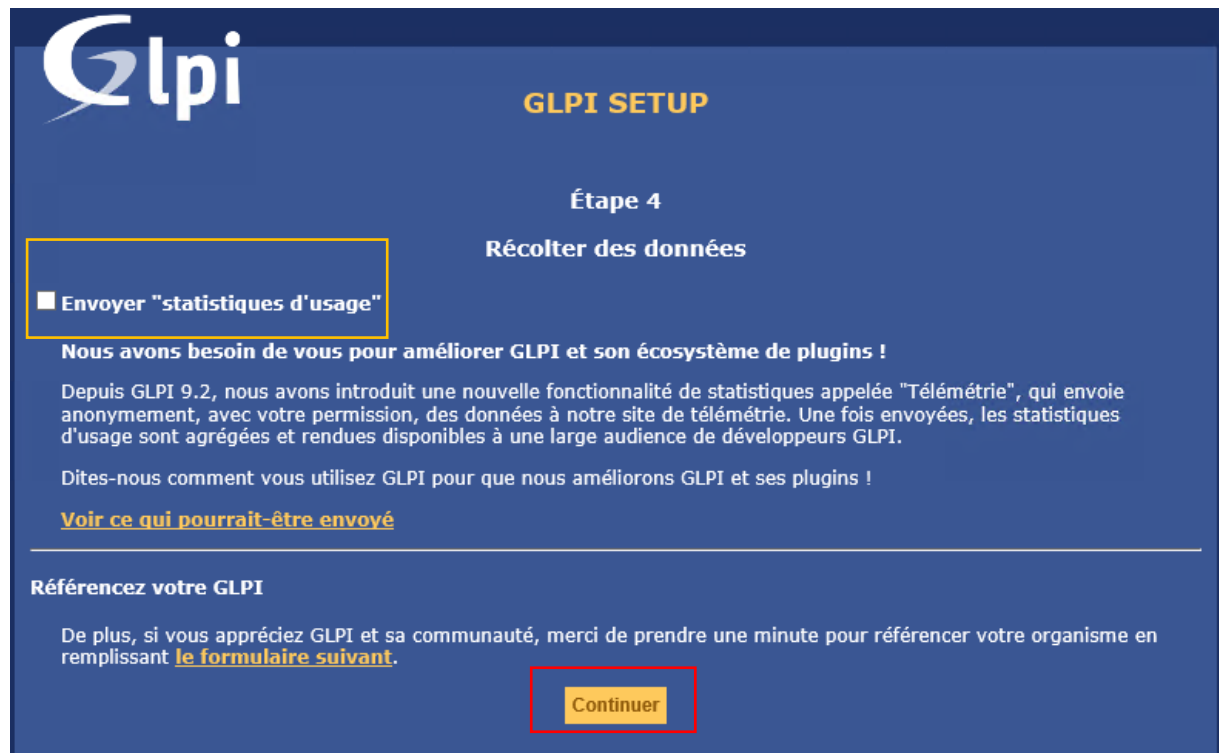 Glpi
GLPI SETUP
Étape 4
Récolter des données
Envoyer "statistiques d'usage"
Nous avons besoin de vous pour améliorer GLPI et son écosystème de plugins !
Depuis GLPI 9.2, nous avons introduit une nouvelle fonctionnalité de statistiques appelée "Télémétrie", qui envoie
anonymement, avec votre permission, des données à notre site de télémétrie. Une fois envoyées, les statistiques
d'usage sont agrégées et rendues disponibles à une large audience de développeurs GLPI.
Dites-nous comment vous utilisez GLPI pour que nous améliorons GLPI et ses plugins !
Voir ce qui pourrait-être envoyé
Référencez votre GLPI
De plus, si vous appréciez GLPI et sa communauté, merci de prendre une minute pour référencer votre organisme en
remplissant le formulaire suivant.
Continuer